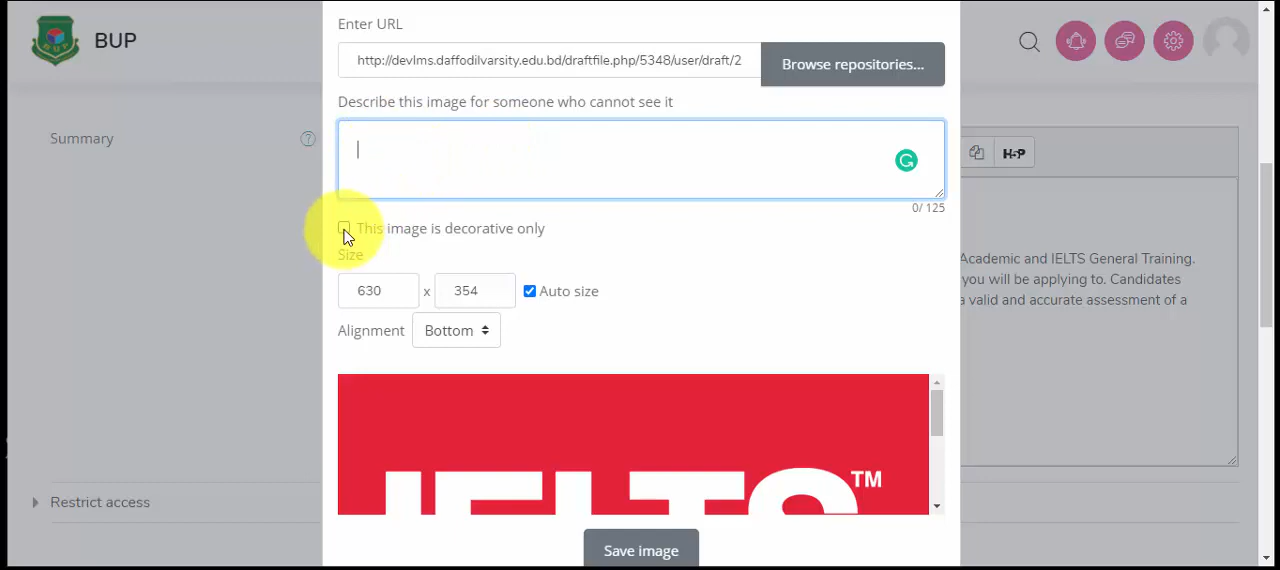 Enter URL
BUP
http://devlms.daffodilvarsity.edu.bd/draftfile.php/5348/user/draft/2
Browse repositories...
Describe this image for someone who cannot see it
Summary
H-P
0/ 125
This image is decorative only
Size
Academic and IELTS General Training.
you will be applying to. Candidates
a valid and accurate assessment of a
630 x 354 Auto size
Alignment Bottom
IELTS™
Restrict access
Save image